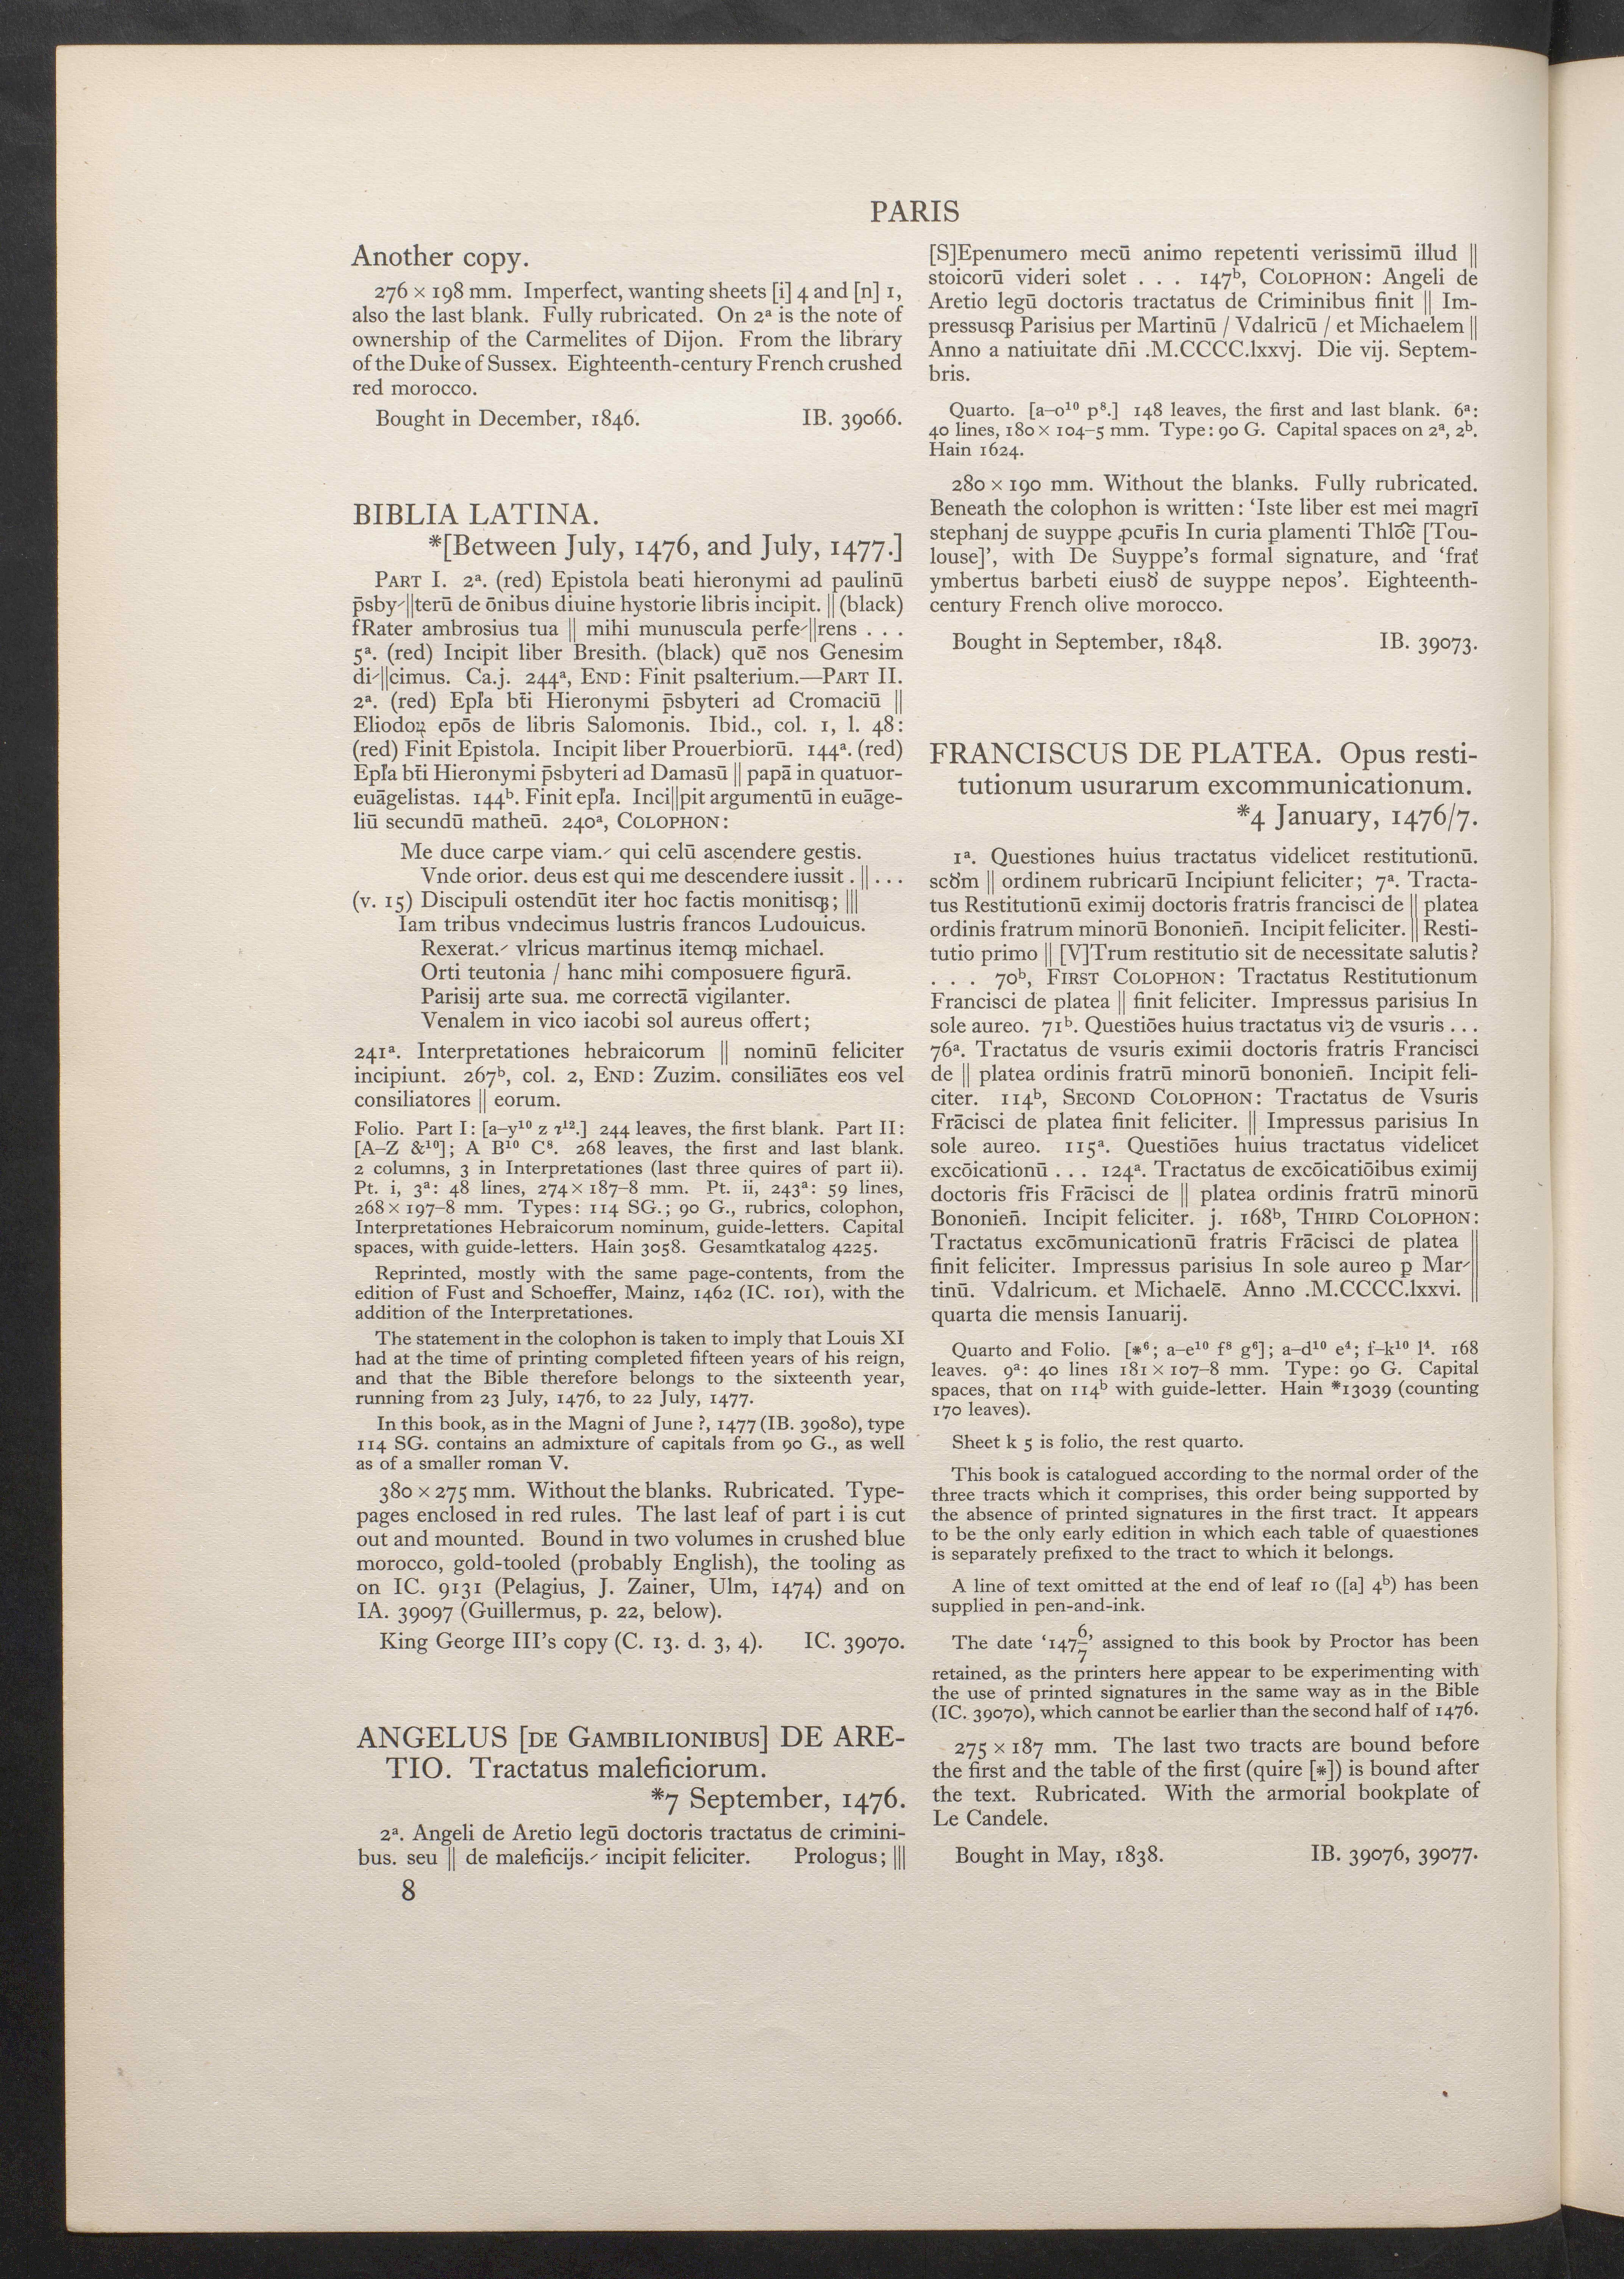 PARIS
Another copy.
276 × 198 mm. Imperfect, wanting sheets [i] 4 and [n] 1,
also the last blank. Fully rubricated. On 2ᵃ is the note of
ownership of the Carmelites of Dijon. From the library
of the Duke of Sussex. Eighteenth-century French crushed
red morocco.
Bought in December, 1846. IB. 39066.
BIBLIA LATINA.
*[Between July, 1476, and July, 1477.]
PART I. 2ᵃ. (red) Epistola beati hieronymi ad paulinū
p̄sby⸗||terū de ōnibus diuine hystorie libris incipit. || (black)
fRater ambrosius tua || mihi munuscula perfe⸗||rens . . .
5ᵃ. (red) Incipit liber Bresith. (black) quē nos Genesim
di⸗||cimus. Ca.j. 244ᵃ, END: Finit psalterium.—PART II.
2ᵃ. (red) Epl̄a bt̄i Hieronymi p̄sbyteri ad Cromaciū ||
Eliodoꝝ epōs de libris Salomonis. Ibid., col. 1, l. 48:
(red) Finit Epistola. Incipit liber Prouerbiorū. 144ᵃ. (red)
Epl̄a bt̄i Hieronymi p̄sbyteri ad Damasū || papā in quatuor-
euāgelistas. 144ᵇ. Finit epl̄a. Inci||pit argumentū in euāge-
liū secundū matheū. 240ᵃ, COLOPHON:
Me duce carpe viam.⸍ qui celū ascendere gestis.
Vnde orior. deus est qui me descendere iussit . || . . .
(v. 15) Discipuli ostendūt iter hoc factis monitisqꝫ; |||
Iam tribus vndecimus lustris francos Ludouicus.
Rexerat.⸍ vlricus martinus itemqꝫ michael.
Orti teutonia / hanc mihi composuere figurā.
Parisij arte sua. me correctā vigilanter.
Venalem in vico iacobi sol aureus offert;
241ᵃ. Interpretationes hebraicorum || nominū feliciter
incipiunt. 267ᵇ, col. 2, END: Zuzim. consiliātes eos vel
consiliatores || eorum.
Folio. Part I: [a–y¹⁰ z ꝛ¹².] 244 leaves, the first blank. Part II:
[A–Z &¹⁰]; A B¹⁰ C⁸. 268 leaves, the first and last blank.
2 columns, 3 in Interpretationes (last three quires of part ii).
Pt. i, 3ᵃ: 48 lines, 274 × 187–8 mm. Pt. ii, 243ᵃ: 59 lines,
268 × 197–8 mm. Types: 114 SG.; 90 G., rubrics, colophon,
Interpretationes Hebraicorum nominum, guide-letters. Capital
spaces, with guide-letters. Hain 3058. Gesamtkatalog 4225.
Reprinted, mostly with the same page-contents, from the
edition of Fust and Schoeffer, Mainz, 1462 (IC. 101), with the
addition of the Interpretationes.
The statement in the colophon is taken to imply that Louis XI
had at the time of printing completed fifteen years of his reign,
and that the Bible therefore belongs to the sixteenth year,
running from 23 July, 1476, to 22 July, 1477.
In this book, as in the Magni of June ?, 1477 (IB. 39080), type
114 SG. contains an admixture of capitals from 90 G., as well
as of a smaller roman V.
380 × 275 mm. Without the blanks. Rubricated. Type-
pages enclosed in red rules. The last leaf of part i is cut
out and mounted. Bound in two volumes in crushed blue
morocco, gold-tooled (probably English), the tooling as
on IC. 9131 (Pelagius, J. Zainer, Ulm, 1474) and on
IA. 39097 (Guillermus, p. 22, below).
King George III's copy (C. 13. d. 3, 4). IC. 39070.
ANGELUS [DE GAMBILIONIBUS] DE ARE-
TIO. Tractatus maleficiorum.
*7 September, 1476.
2ᵃ. Angeli de Aretio legū doctoris tractatus de crimini-
bus. seu || de maleficijs.⸍ incipit feliciter. Prologus; |||
8
[S]Epenumero mecū animo repetenti verissimū illud ||
stoicorū videri solet . . . 147ᵇ, COLOPHON: Angeli de
Aretio legū doctoris tractatus de Criminibus finit || Im-
pressusqꝫ Parisius per Martinū / Vdalricū / et Michaelem ||
Anno a natiuitate dn̄i .M.CCCC.lxxvj. Die vij. Septem-
bris.
Quarto. [a–o¹⁰ p⁸.] 148 leaves, the first and last blank. 6ᵃ:
40 lines, 180 × 104–5 mm. Type: 90 G. Capital spaces on 2ᵃ, 2ᵇ.
Hain 1624.
280 × 190 mm. Without the blanks. Fully rubricated.
Beneath the colophon is written: ‘Iste liber est mei magrī
stephanj de suyppe ꝓcur̄is In curia ꝑlamenti Thlōē [Tou-
louse]’, with De Suyppe's formal signature, and ‘frat̄
ymbertus barbeti eiusd̄ de suyppe nepos’. Eighteenth-
century French olive morocco.
Bought in September, 1848. IB. 39073.
FRANCISCUS DE PLATEA. Opus resti-
tutionum usurarum excommunicationum.
*4 January, 1476/7.
1ᵃ. Questiones huius tractatus videlicet restitutionū.
scd̄m || ordinem rubricarū Incipiunt feliciter; 7ᵃ. Tracta-
tus Restitutionū eximij doctoris fratris francisci de || platea
ordinis fratrum minorū Bononien̄. Incipit feliciter. || Resti-
tutio primo || [V]Trum restitutio sit de necessitate salutis?
. . . 70ᵇ, FIRST COLOPHON: Tractatus Restitutionum
Francisci de platea || finit feliciter. Impressus parisius In
sole aureo. 71ᵇ. Questiōes huius tractatus viꝫ de vsuris . . .
76ᵃ. Tractatus de vsuris eximii doctoris fratris Francisci
de || platea ordinis fratrū minorū bononien̄. Incipit feli-
citer. 114ᵇ, SECOND COLOPHON: Tractatus de Vsuris
Frācisci de platea finit feliciter. || Impressus parisius In
sole aureo. 115ᵃ. Questiōes huius tractatus videlicet
excōicationū . . . 124ᵃ. Tractatus de excōicatiōibus eximij
doctoris fr̄is Frācisci de || platea ordinis fratrū minorū
Bononien̄. Incipit feliciter. j. 168ᵇ, THIRD COLOPHON:
Tractatus excōmunicationū fratris Frācisci de platea ||
finit feliciter. Impressus parisius In sole aureo ꝑ Mar⸗||
tinū. Vdalricum. et Michaelē. Anno .M.CCCC.lxxvi. ||
quarta die mensis Ianuarij.
Quarto and Folio. [*⁶; a–e¹⁰ f⁸ g⁶]; a–d¹⁰ e⁴; f–k¹⁰ l⁴. 168
leaves. 9ᵃ: 40 lines 181 × 107–8 mm. Type: 90 G. Capital
spaces, that on 114ᵇ with guide-letter. Hain *13039 (counting
170 leaves).
Sheet k 5 is folio, the rest quarto.
This book is catalogued according to the normal order of the
three tracts which it comprises, this order being supported by
the absence of printed signatures in the first tract. It appears
to be the only early edition in which each table of quaestiones
is separately prefixed to the tract to which it belongs.
A line of text omitted at the end of leaf 10 ([a] 4ᵇ) has been
supplied in pen-and-ink.
The date ‘147 6/7’ assigned to this book by Proctor has been
retained, as the printers here appear to be experimenting with
the use of printed signatures in the same way as in the Bible
(IC. 39070), which cannot be earlier than the second half of 1476.
275 × 187 mm. The last two tracts are bound before
the first and the table of the first (quire [*]) is bound after
the text. Rubricated. With the armorial bookplate of
Le Candele.
Bought in May, 1838. IB. 39076, 39077.